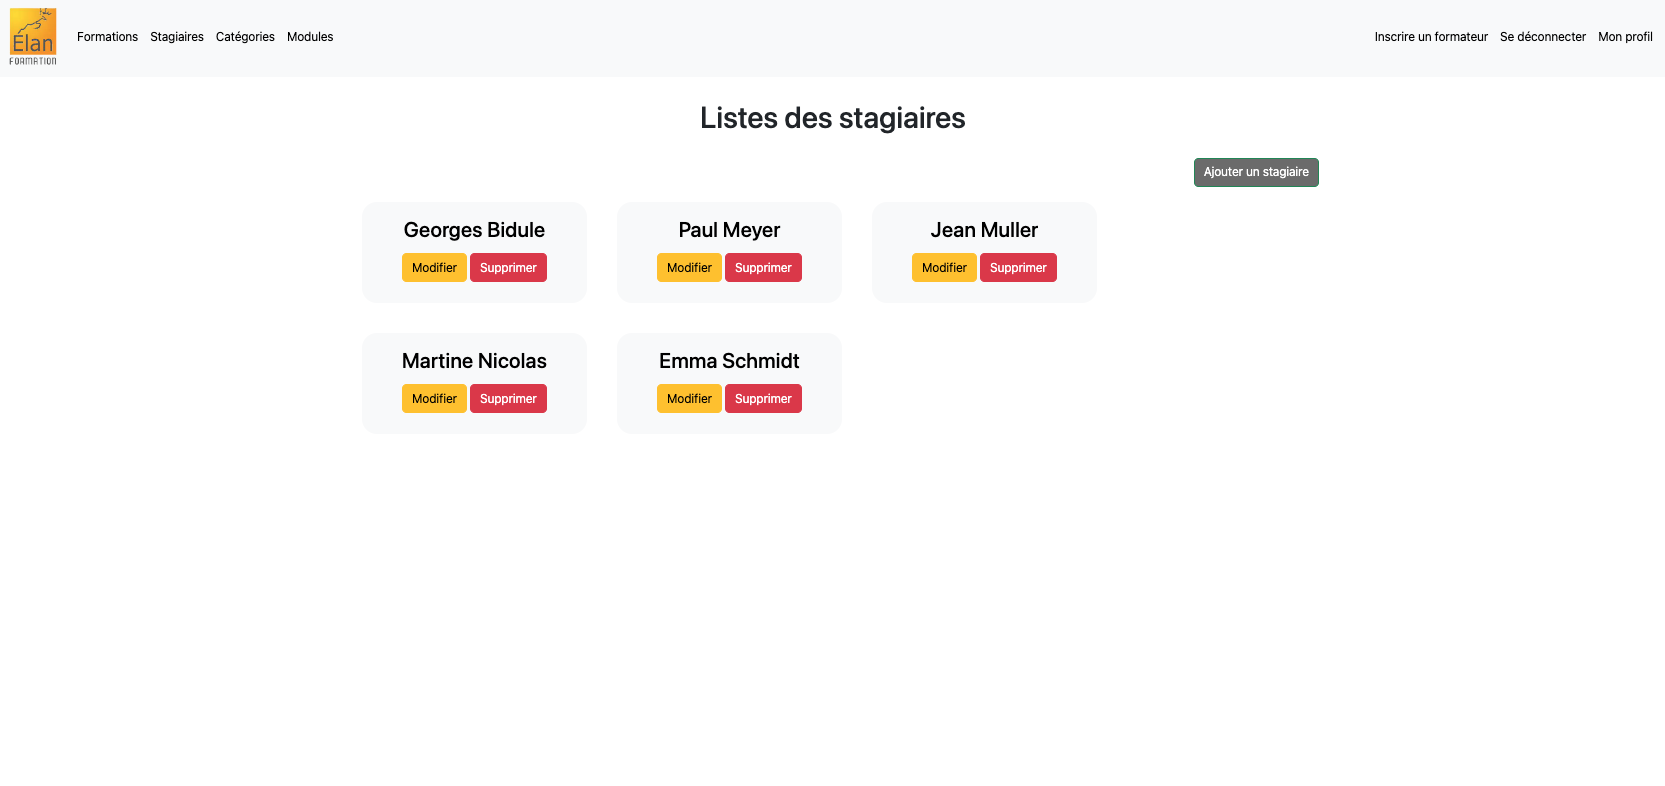 Elan
FORMATION
Formations Stagiaires Catégories Modules
Inscrire un formateur Se déconnecter Mon profil
Listes des stagiaires
Ajouter un stagiaire
Georges Bidule
Modifier Supprimer
Paul Meyer
Modifier Supprimer
Jean Muller
Modifier Supprimer
Martine Nicolas
Modifier Supprimer
Emma Schmidt
Modifier Supprimer